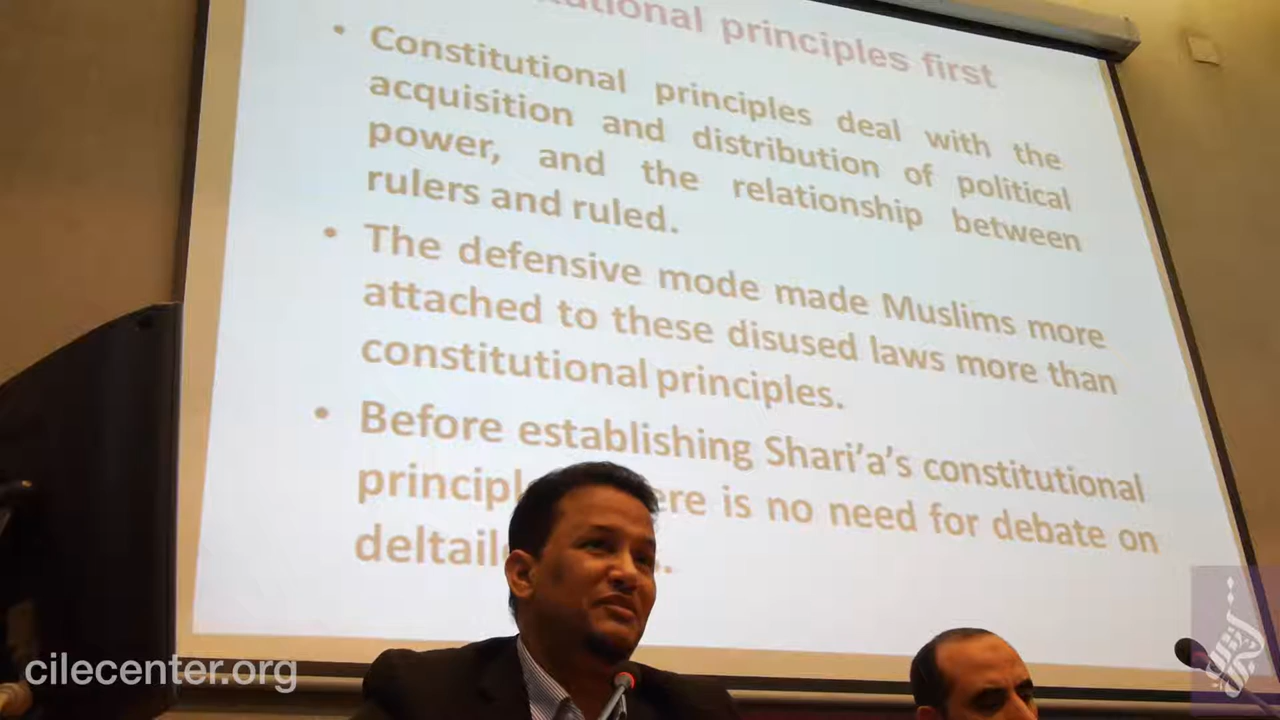 principles first
• Constitutional principles deal with the
acquisition and distribution of political
power, and the relationship between
rulers and ruled.
• The defensive mode made Muslims more
attached to these disused laws more than
constitutional principles.
• Before establishing Shari’a’s constitutional
is no need for debate on
cilecenter.org